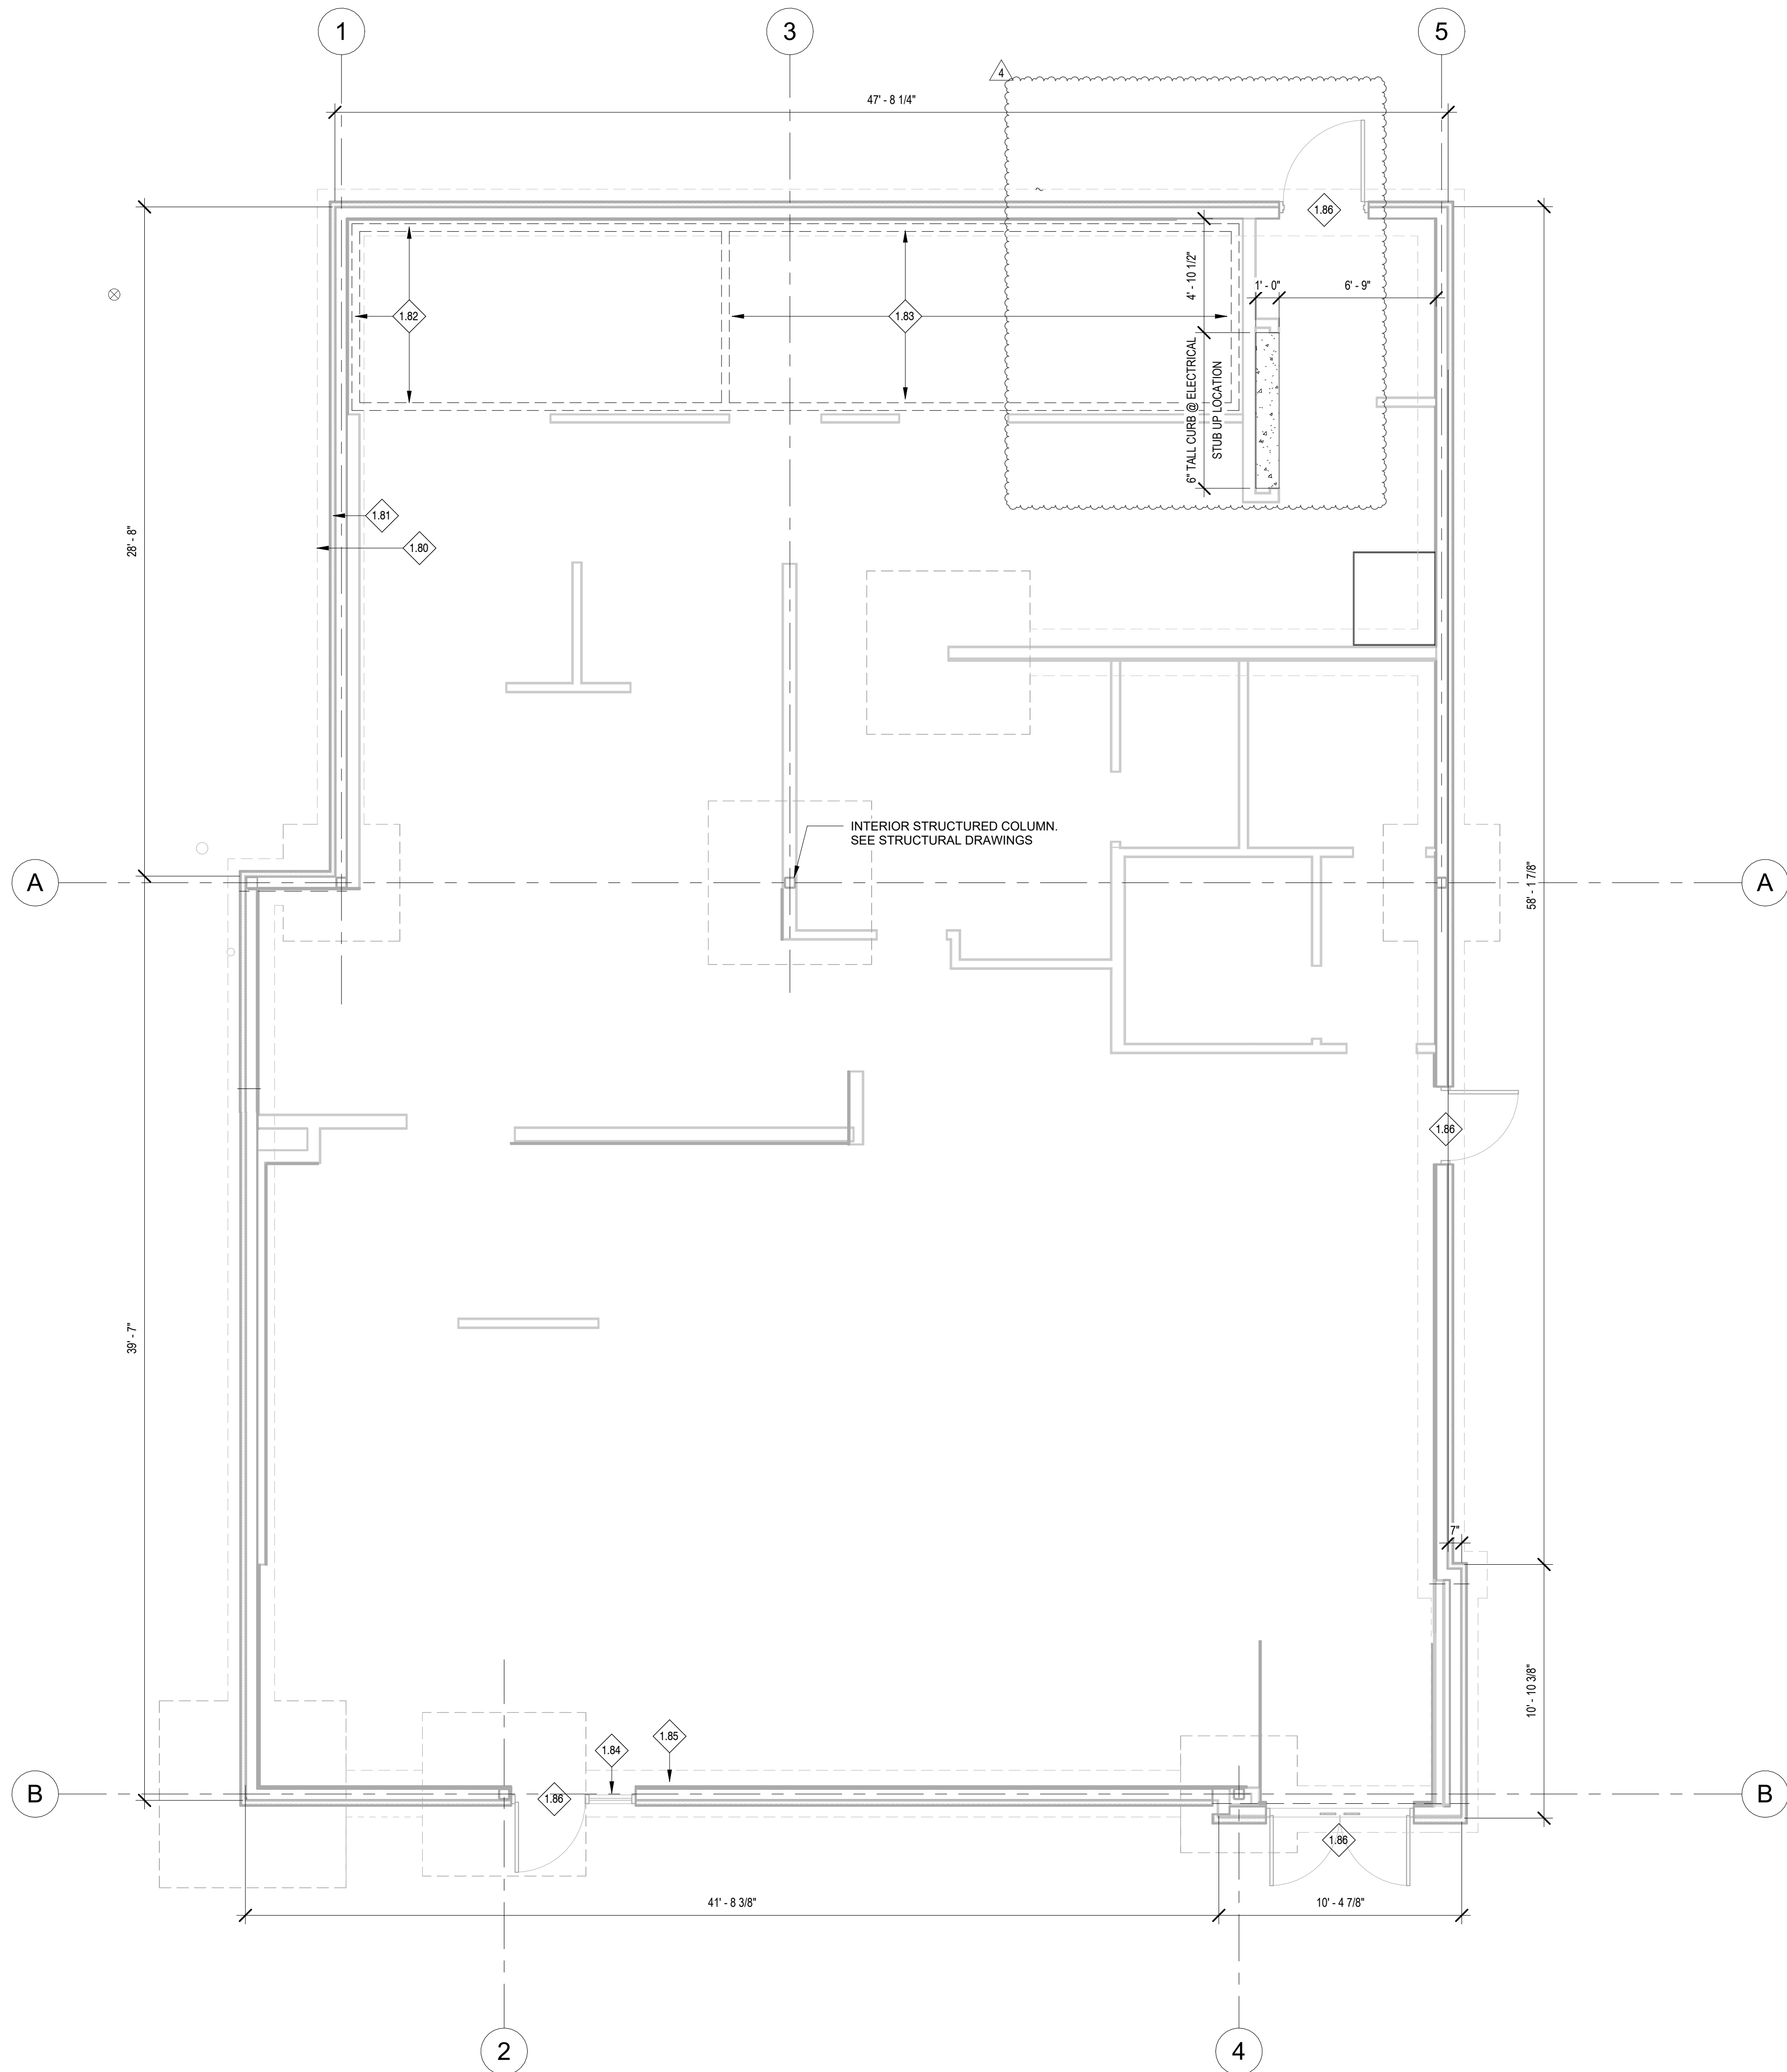 1
3
5
4
47' - 8 1/4"
1.86
4' - 10 1/2"
1' - 0"
6' - 9"
1.82
1.83
6" TALL CURB @ ELECTRICAL
STUB UP LOCATION
1.81
1.80
28' - 8"
INTERIOR STRUCTURED COLUMN.
SEE STRUCTURAL DRAWINGS
A
A
58' - 1 7/8"
1.86
39' - 7"
7"
10' - 10 3/8"
1.85
1.84
B
1.86
B
1.86
41' - 8 3/8"
10' - 4 7/8"
2
4